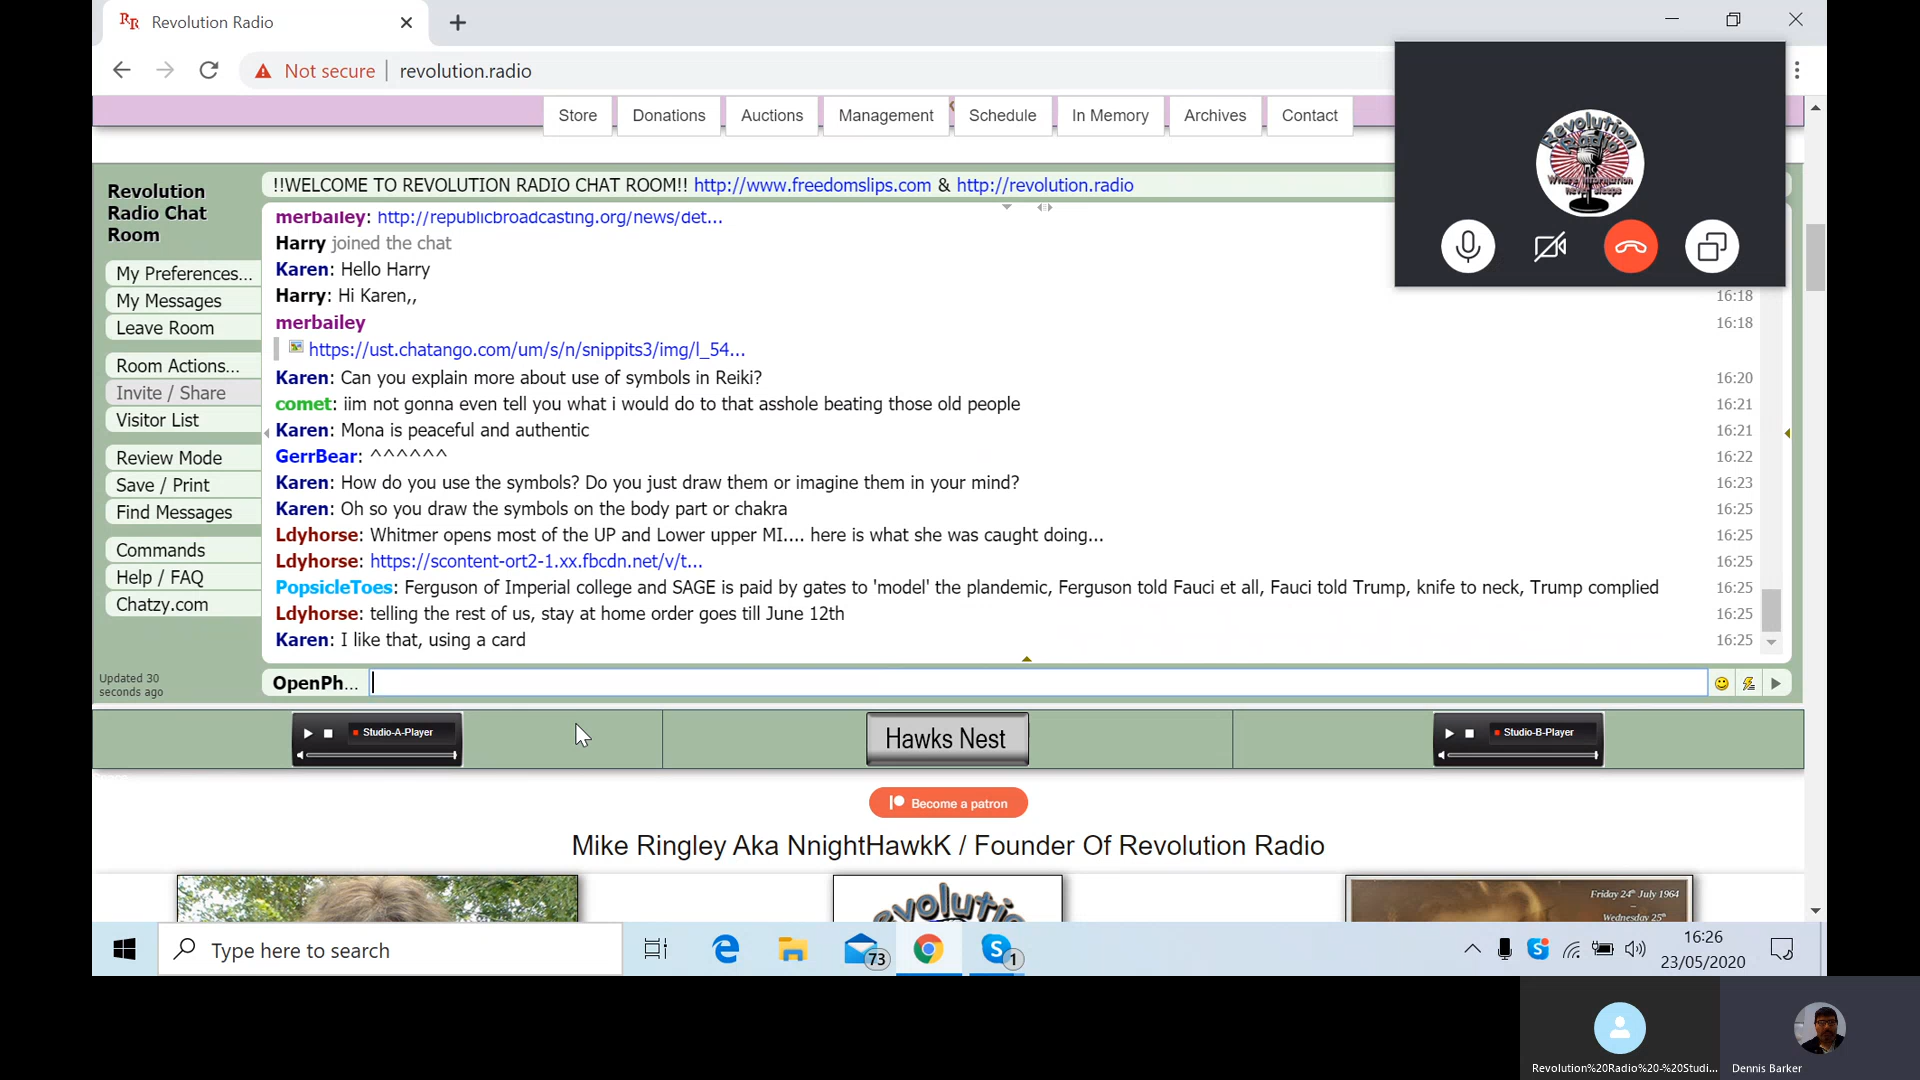 Revolution Radio
Not secure
revolution.radio
Store
Donations
Auctions
Management
Schedule
In Memory
Archives
Contact
Revolution
Radio
Where Information
never sleeps
Revolution
Radio Chat
Room
My Preferences...
My Messages
Leave Room
Room Actions...
Invite / Share
Visitor List
Review Mode
Save / Print
Find Messages
Commands
Help / FAQ
Chatzy.com
Updated 30
seconds ago
!!WELCOME TO REVOLUTION RADIO CHAT ROOM!! http://www.freedomslips.com & http://revolution.radio
merbailey: http://republicbroadcasting.org/news/det...
Harry joined the chat
Karen: Hello Harry
Harry: Hi Karen,, 16:18
merbailey 16:18
https://ust.chatango.com/um/s/n/snippits3/img/l_54...
Karen: Can you explain more about use of symbols in Reiki? 16:20
comet: iim not gonna even tell you what i would do to that asshole beating those old people 16:21
Karen: Mona is peaceful and authentic 16:21
GerrBear: ^^^^^^ 16:22
Karen: How do you use the symbols? Do you just draw them or imagine them in your mind? 16:23
Karen: Oh so you draw the symbols on the body part or chakra 16:25
Ldyhorse: Whitmer opens most of the UP and Lower upper MI.... here is what she was caught doing... 16:25
Ldyhorse: https://scontent-ort2-1.xx.fbcdn.net/v/t... 16:25
PopsicleToes: Ferguson of Imperial college and SAGE is paid by gates to 'model' the plandemic, Ferguson told Fauci et all, Fauci told Trump, knife to neck, Trump complied 16:25
Ldyhorse: telling the rest of us, stay at home order goes till June 12th 16:25
Karen: I like that, using a card 16:25
OpenPh...
Studio-A-Player
Hawks Nest
Studio-B-Player
Become a patron
Mike Ringley Aka NnightHawkK / Founder Of Revolution Radio
evolution
Friday 24th July 1964
–
Wednesday 25th
Type here to search
73
1
16:26
23/05/2020
Revolution%20Radio%20-%20Studi...
Dennis Barker